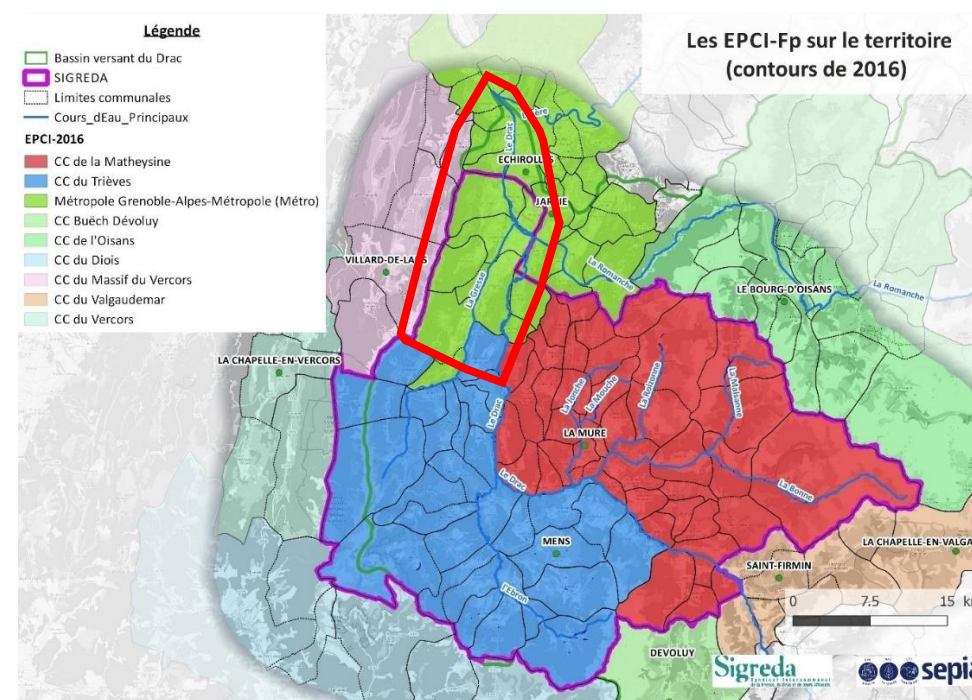 Légende
Bassin versant du Drac
SIGREDA
Limites communales
Cours_dEau_Principaux
EPCI-2016
CC de la Matheysine
CC du Trièves
Métropole Grenoble-Alpes-Métropole (Métro)
CC Buëch Dévoluy
CC de l'Oisans
CC du Diois
CC du Massif du Vercors
CC du Valgaudemar
CC du Vercors
Les EPCI-Fp sur le territoire
(contours de 2016)
Le Drac
ECHIROLLES
JARRIE
VILLARD-DE-LANS
La Gresse
La Romanche
LE BOURG-D'OISANS
La Romanche
LA CHAPELLE-EN-VERCORS
La Jonche
La Mouche
La Roizonne
La Malsanne
Le Drac
LA MURE
Le Drac
La Bonne
MENS
l'Ebron
LA CHAPELLE-EN-VALGA
SAINT-FIRMIN
DEVOLUY
0 7.5 15 k
Sigreda
sepia